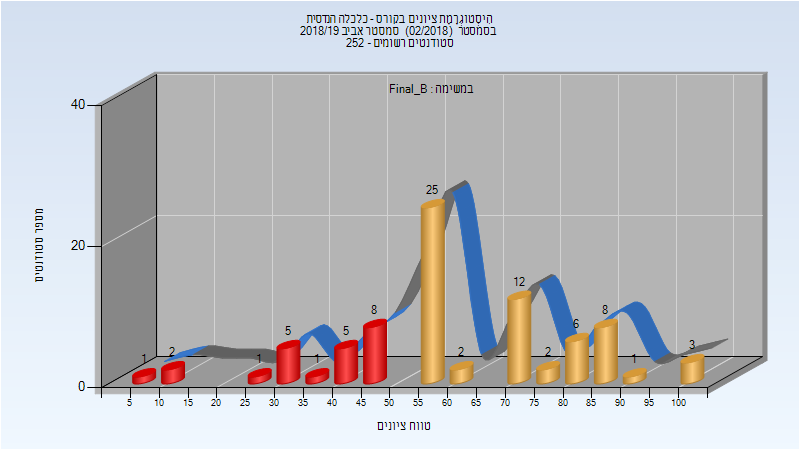 היסטוגרמת ציונים בקורס - כלכלה הנדסית
בסמסטר (02/2018) סמסטר אביב 2018/19
סטודנטים רשומים - 252
במשימה : Final_B
מספר סטודנטים
40
20
0
1
2
1
5
1
5
8
25
2
12
2
6
8
1
3
5 10 15 20 25 30 35 40 45 50 55 60 65 70 75 80 85 90 95 100
טווח ציונים